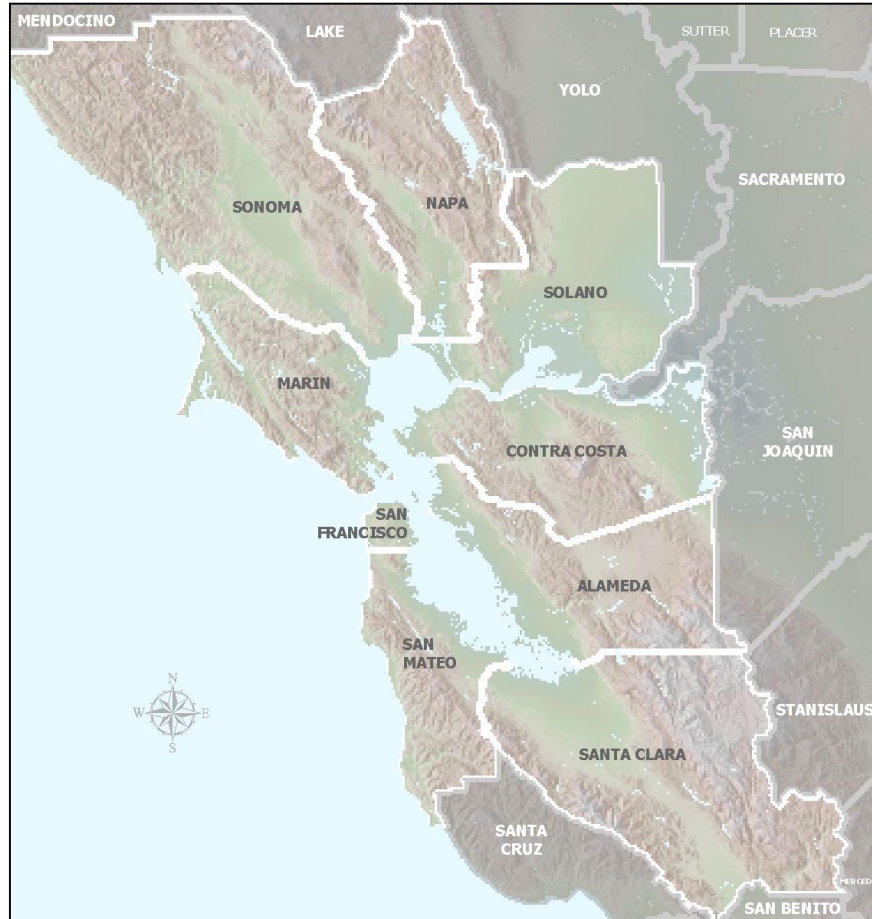 MENDOCINO
LAKE
SUTTER
PLACER
YOLO
SACRAMENTO
SONOMA
NAPA
SOLANO
MARIN
CONTRA COSTA
SAN
JOAQUIN
SAN
FRANCISCO
ALAMEDA
SAN
MATEO
N
W
E
S
STANISLAUS
SANTA CLARA
SANTA
CRUZ
MERCED
SAN BENITO